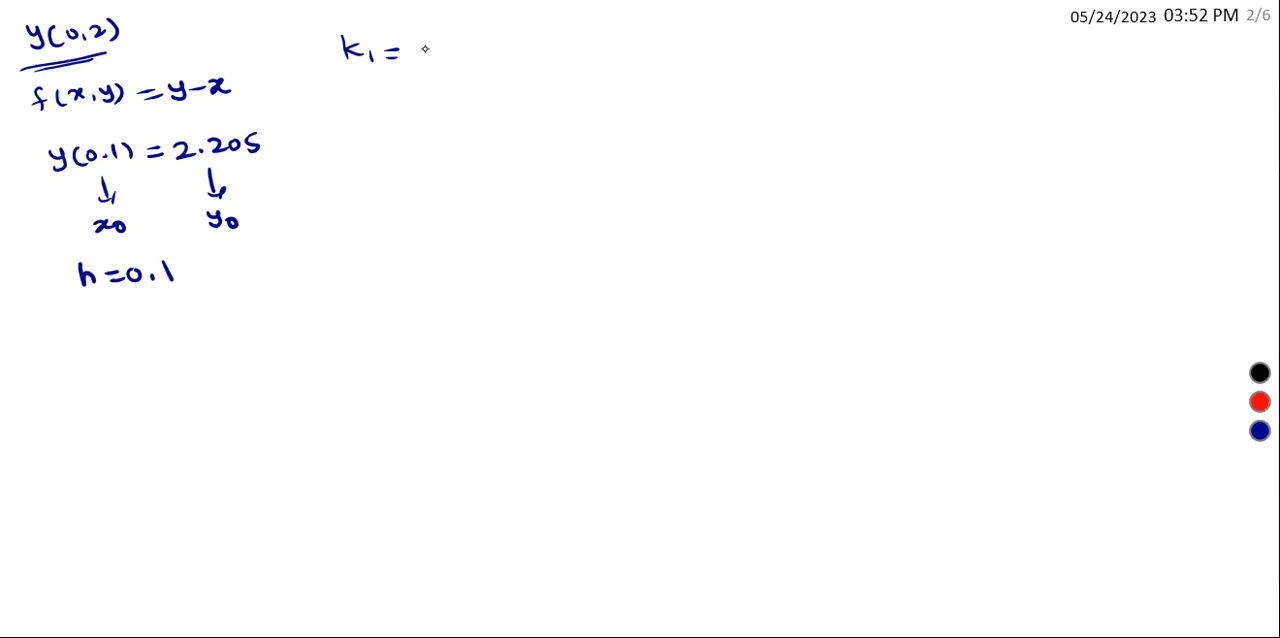 05/24/2023 03:52 PM 2/6
y(0.2)
k₁ =
f(x,y) = y-x
y(0.1) = 2.205
↓ ↓
x₀ y₀
h = 0.1